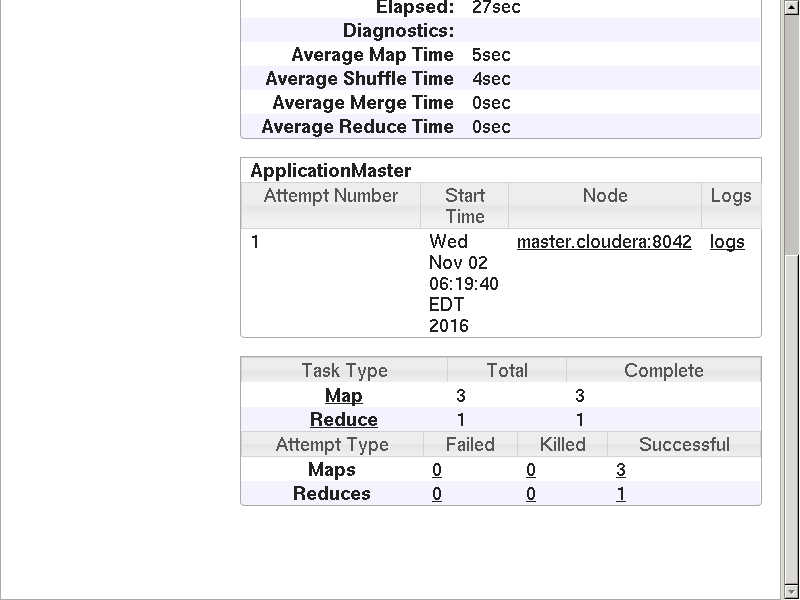 Elapsed: 27sec
Diagnostics:
Average Map Time 5sec
Average Shuffle Time 4sec
Average Merge Time 0sec
Average Reduce Time 0sec
ApplicationMaster
Attempt Number Start Time Node Logs
1 Wed Nov 02 06:19:40 EDT 2016 master.cloudera:8042 logs
Task Type Total Complete
Map 3 3
Reduce 1 1
Attempt Type Failed Killed Successful
Maps 0 0 3
Reduces 0 0 1